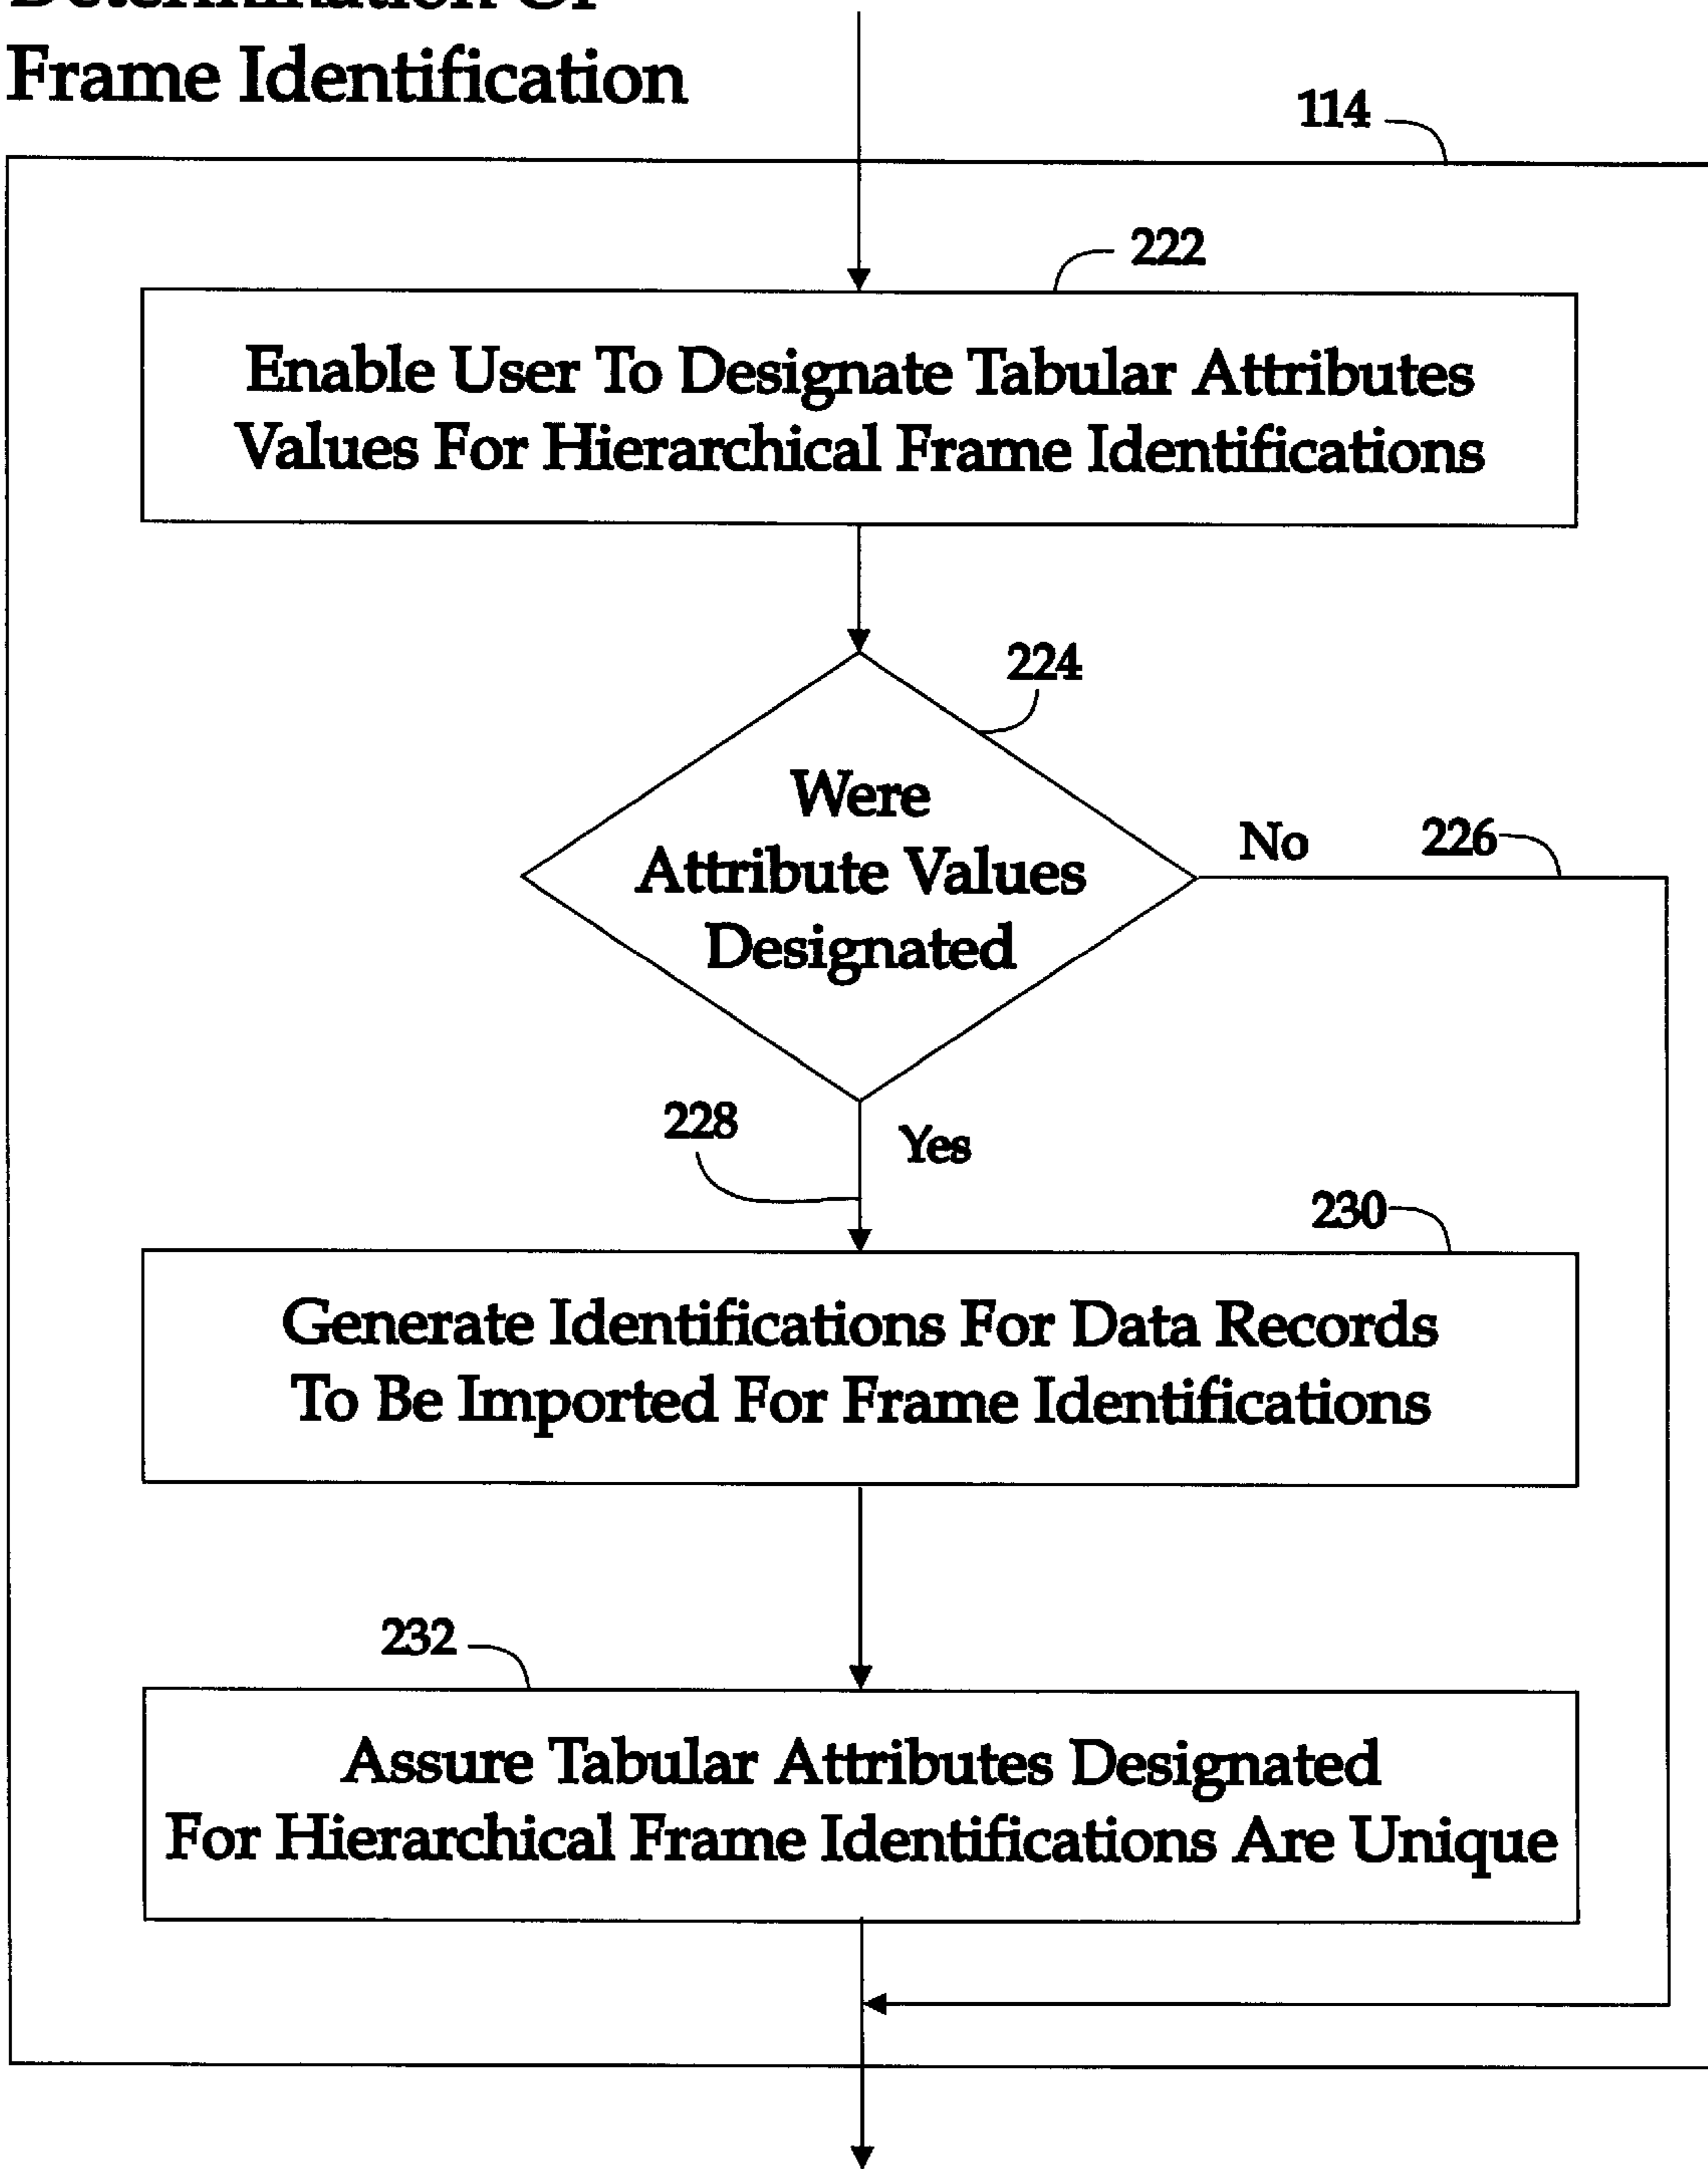 Determination Of
Frame Identification
114
222
Enable User To Designate Tabular Attributes
Values For Hierarchical Frame Identifications
224
Were
Attribute Values
Designated
No
226
228
Yes
230
Generate Identifications For Data Records
To Be Imported For Frame Identifications
232
Assure Tabular Attributes Designated
For Hierarchical Frame Identifications Are Unique